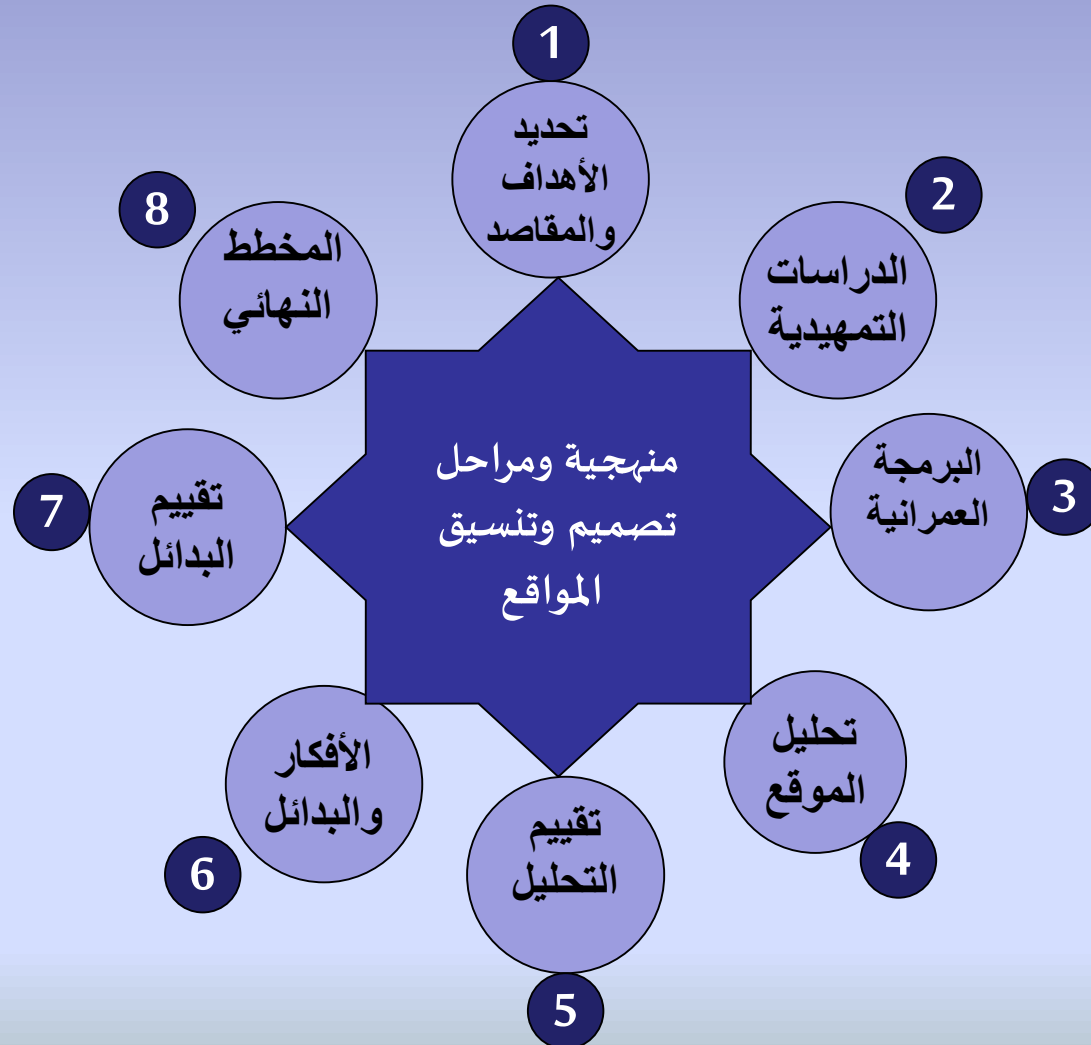 منهجية ومراحل
تصميم وتنسيق
المواقع
1
تحديد
الأهداف
والمقاصد
2
الدراسات
التمهيدية
3
البرمجة
العمرانية
4
تحليل
الموقع
5
تقييم
التحليل
6
الأفكار
والبدائل
7
تقييم
البدائل
8
المخطط
النهائي